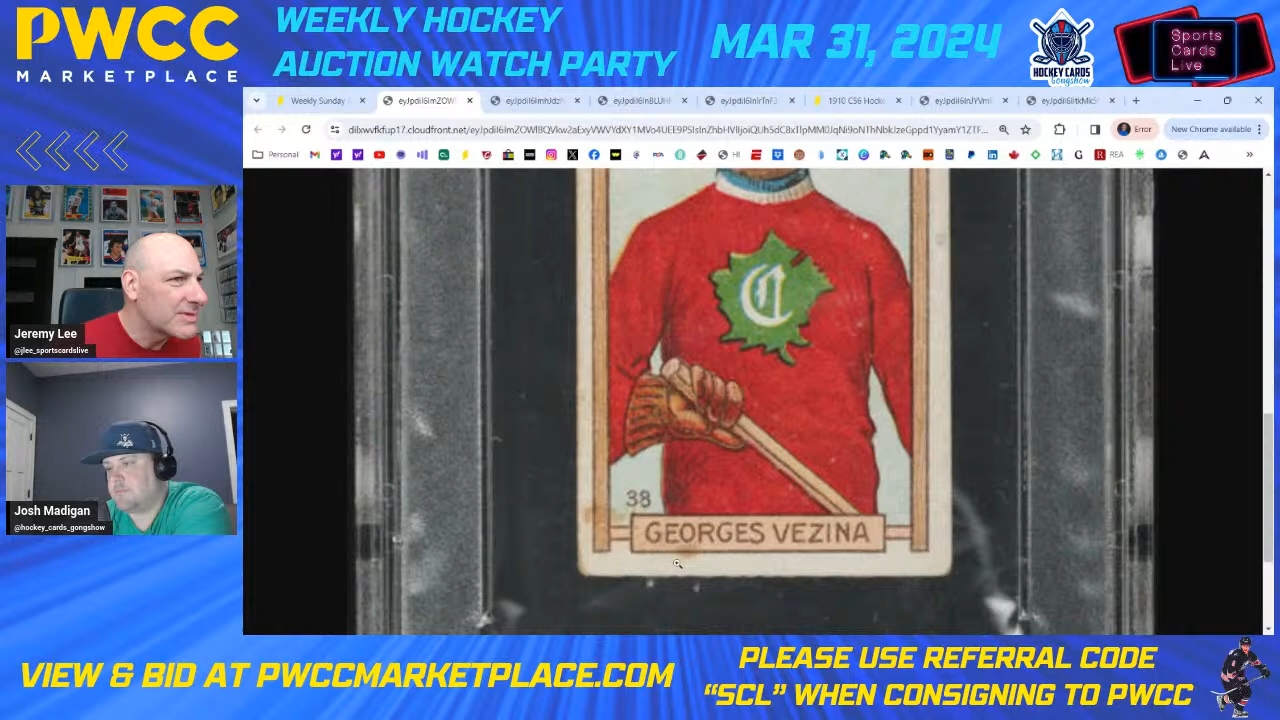 PWCC
MARKETPLACE
WEEKLY HOCKEY
AUCTION WATCH PARTY
MAR 31, 2024
HOCKEY CARDS
Gongshow
Sports
Cards
Live
Weekly Sunday
1910 C56 Hocke
Error
New Chrome available
Personal
REA
Jeremy Lee
@jlee_sportscardslive
Josh Madigan
@hockey_cards_gongshow
C
38
GEORGES VEZINA
VIEW & BID AT PWCCMARKETPLACE.COM
PLEASE USE REFERRAL CODE
“SCL” WHEN CONSIGNING TO PWCC